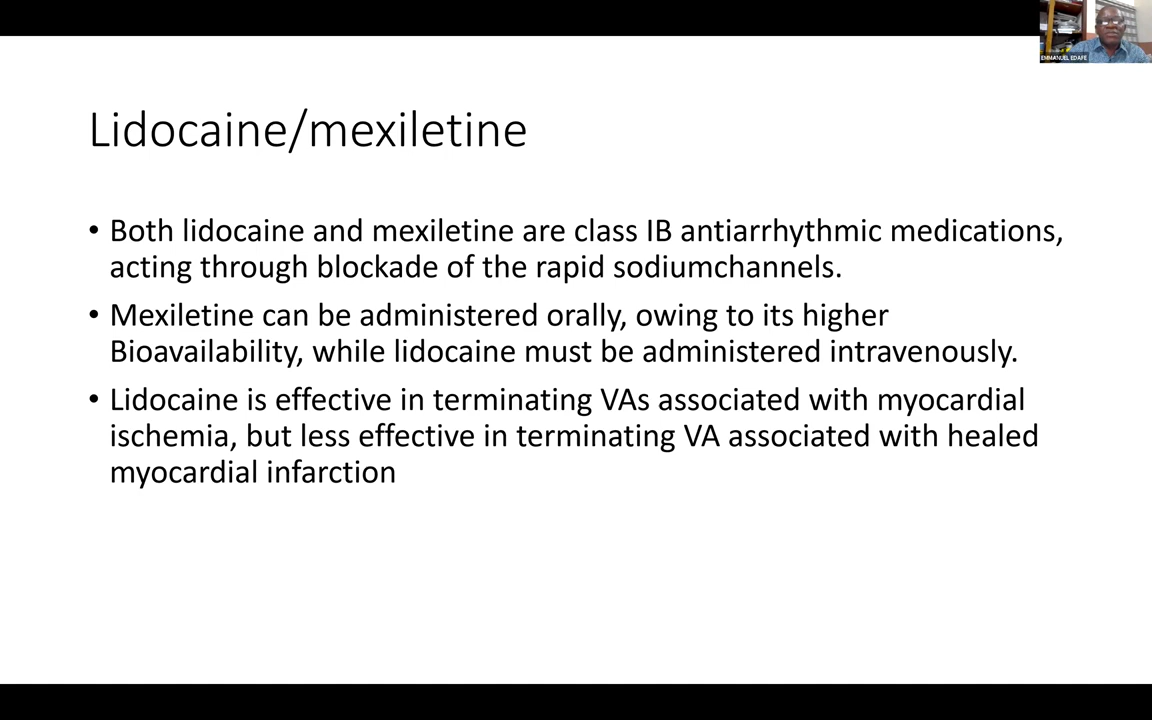 EMMANUEL EDAFE
Lidocaine/mexiletine
• Both lidocaine and mexiletine are class IB antiarrhythmic medications,
acting through blockade of the rapid sodiumchannels.
• Mexiletine can be administered orally, owing to its higher
Bioavailability, while lidocaine must be administered intravenously.
• Lidocaine is effective in terminating VAs associated with myocardial
ischemia, but less effective in terminating VA associated with healed
myocardial infarction